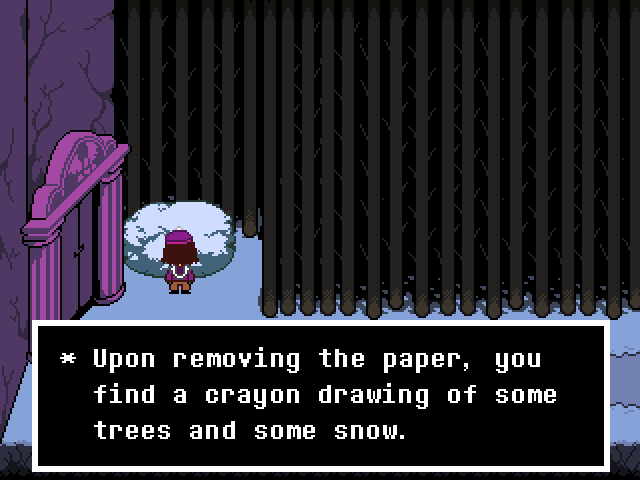 * Upon removing the paper, you
find a crayon drawing of some
trees and some snow.